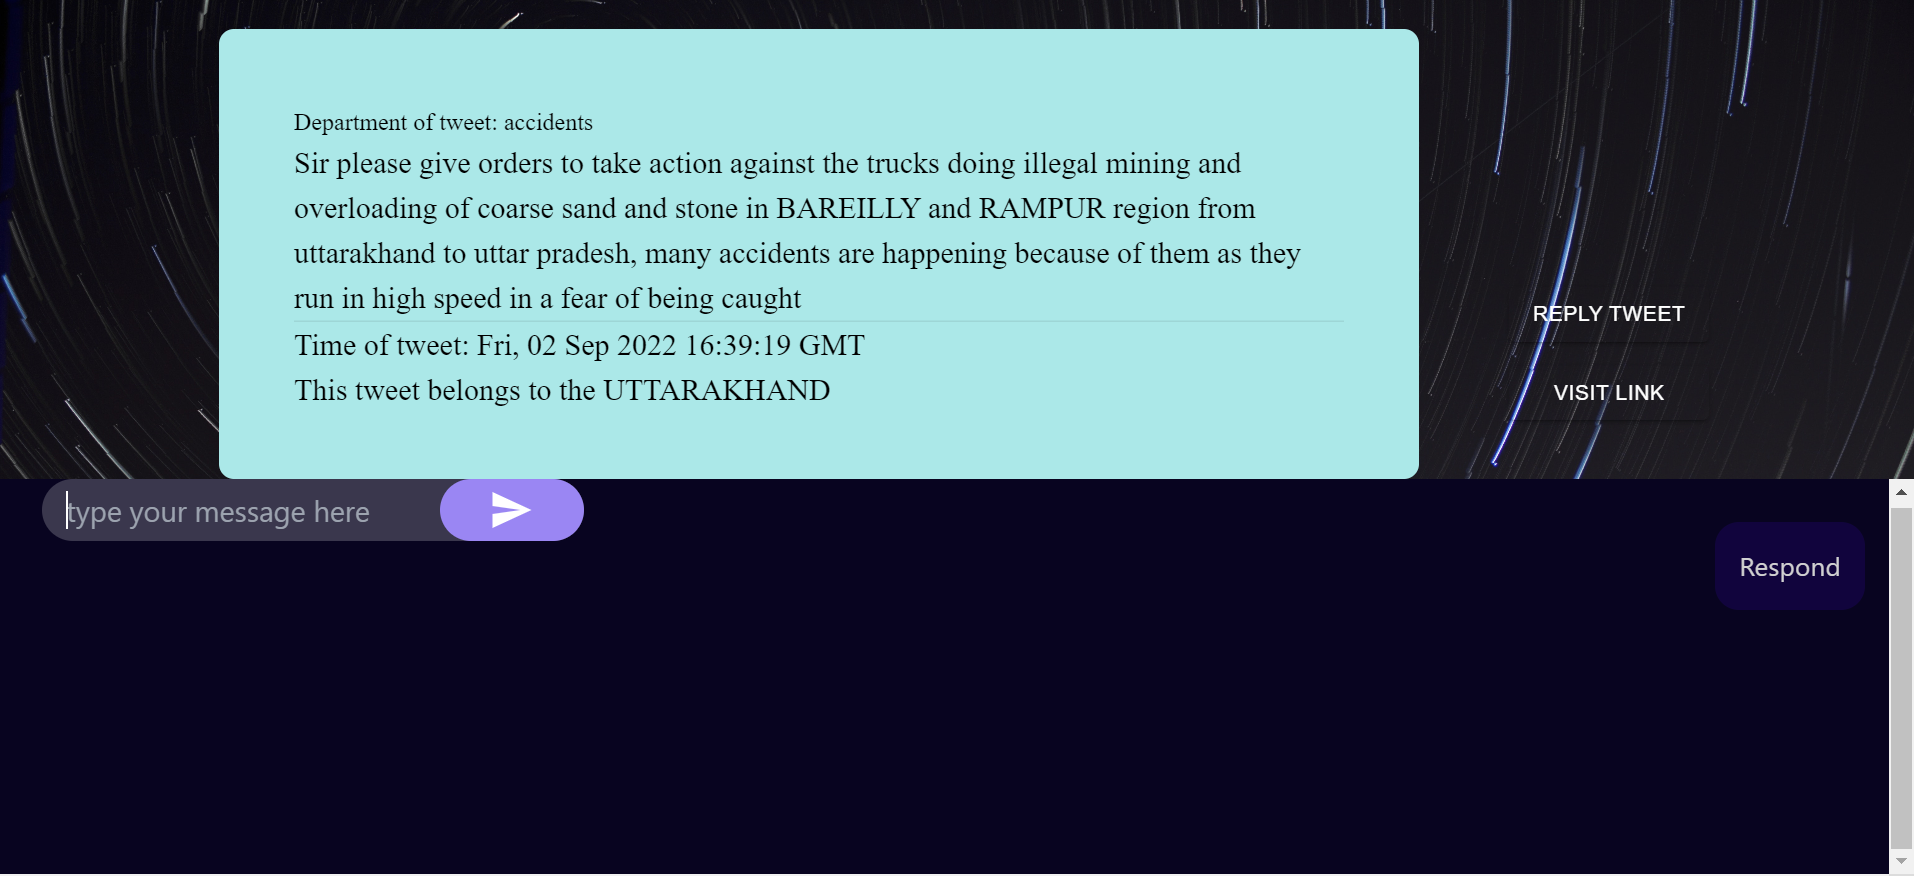 Department of tweet: accidents
Sir please give orders to take action against the trucks doing illegal mining and
overloading of coarse sand and stone in BAREILLY and RAMPUR region from
uttarakhand to uttar pradesh, many accidents are happening because of them as they
run in high speed in a fear of being caught
Time of tweet: Fri, 02 Sep 2022 16:39:19 GMT
This tweet belongs to the UTTARAKHAND
REPLY TWEET
VISIT LINK
type your message here
Respond